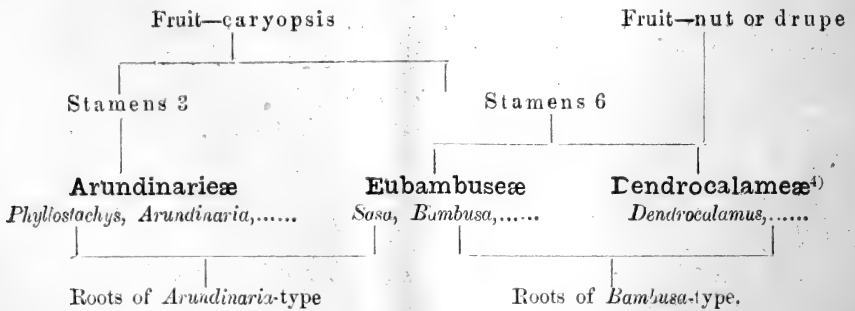 Fruit—caryopsis Fruit—nut or drupe
Stamens 3 Stamens 6
Arundinarieæ Eubambuseæ Dendrocalameæ4)
Phyllostachys, Arundinaria,...... Sasa, Bambusa,...... Dendrocalamus,......
Roots of Arundinaria-type Roots of Bambusa-type.